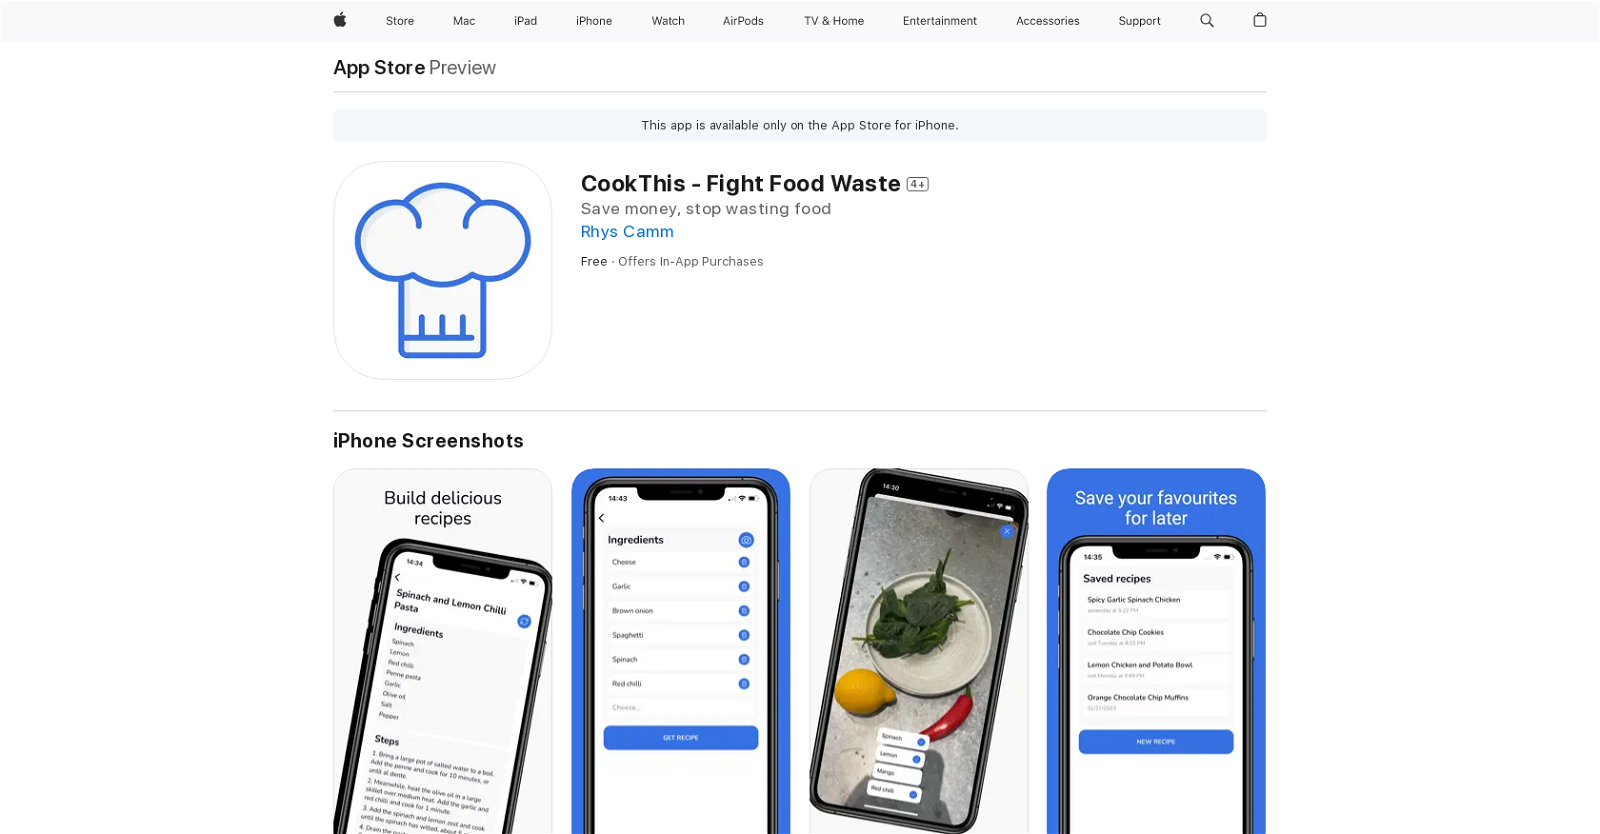 Store Mac iPad iPhone Watch AirPods TV & Home Entertainment Accessories Support
App Store Preview
This app is available only on the App Store for iPhone.
CookThis - Fight Food Waste 4+
Save money, stop wasting food
Rhys Camm
Free · Offers In-App Purchases
iPhone Screenshots
Build delicious
recipes
14:34
Spinach and Lemon Chilli
Pasta
Ingredients
Spinach
Lemon
Red chilli
Penne pasta
Garlic
Olive oil
Salt
Pepper
Steps
1. Bring a large pot of salted water to a boil.
Add the penne and cook for 10 minutes, or
until al dente.
2. Meanwhile, heat the olive oil in a large
skillet over medium heat. Add the garlic and
red chilli and cook for 1 minute.
3. Add the spinach and lemon zest and cook
until the spinach has wilted, about
4. Drain the
14:43
Ingredients
Cheese
Garlic
Brown onion
Spaghetti
Spinach
Red chilli
Choose...
GET RECIPE
14:30
Spinach
Lemon
Mango
Red chilli
Save your favourites
for later
14:35
Saved recipes
Spicy Garlic Spinach Chicken
yesterday at 5:22 PM
Chocolate Chip Cookies
last Tuesday at 8:15 PM
Lemon Chicken and Potato Bowl
last Monday at 4:44 PM
Orange Chocolate Chip Muffins
01/27/2023
NEW RECIPE